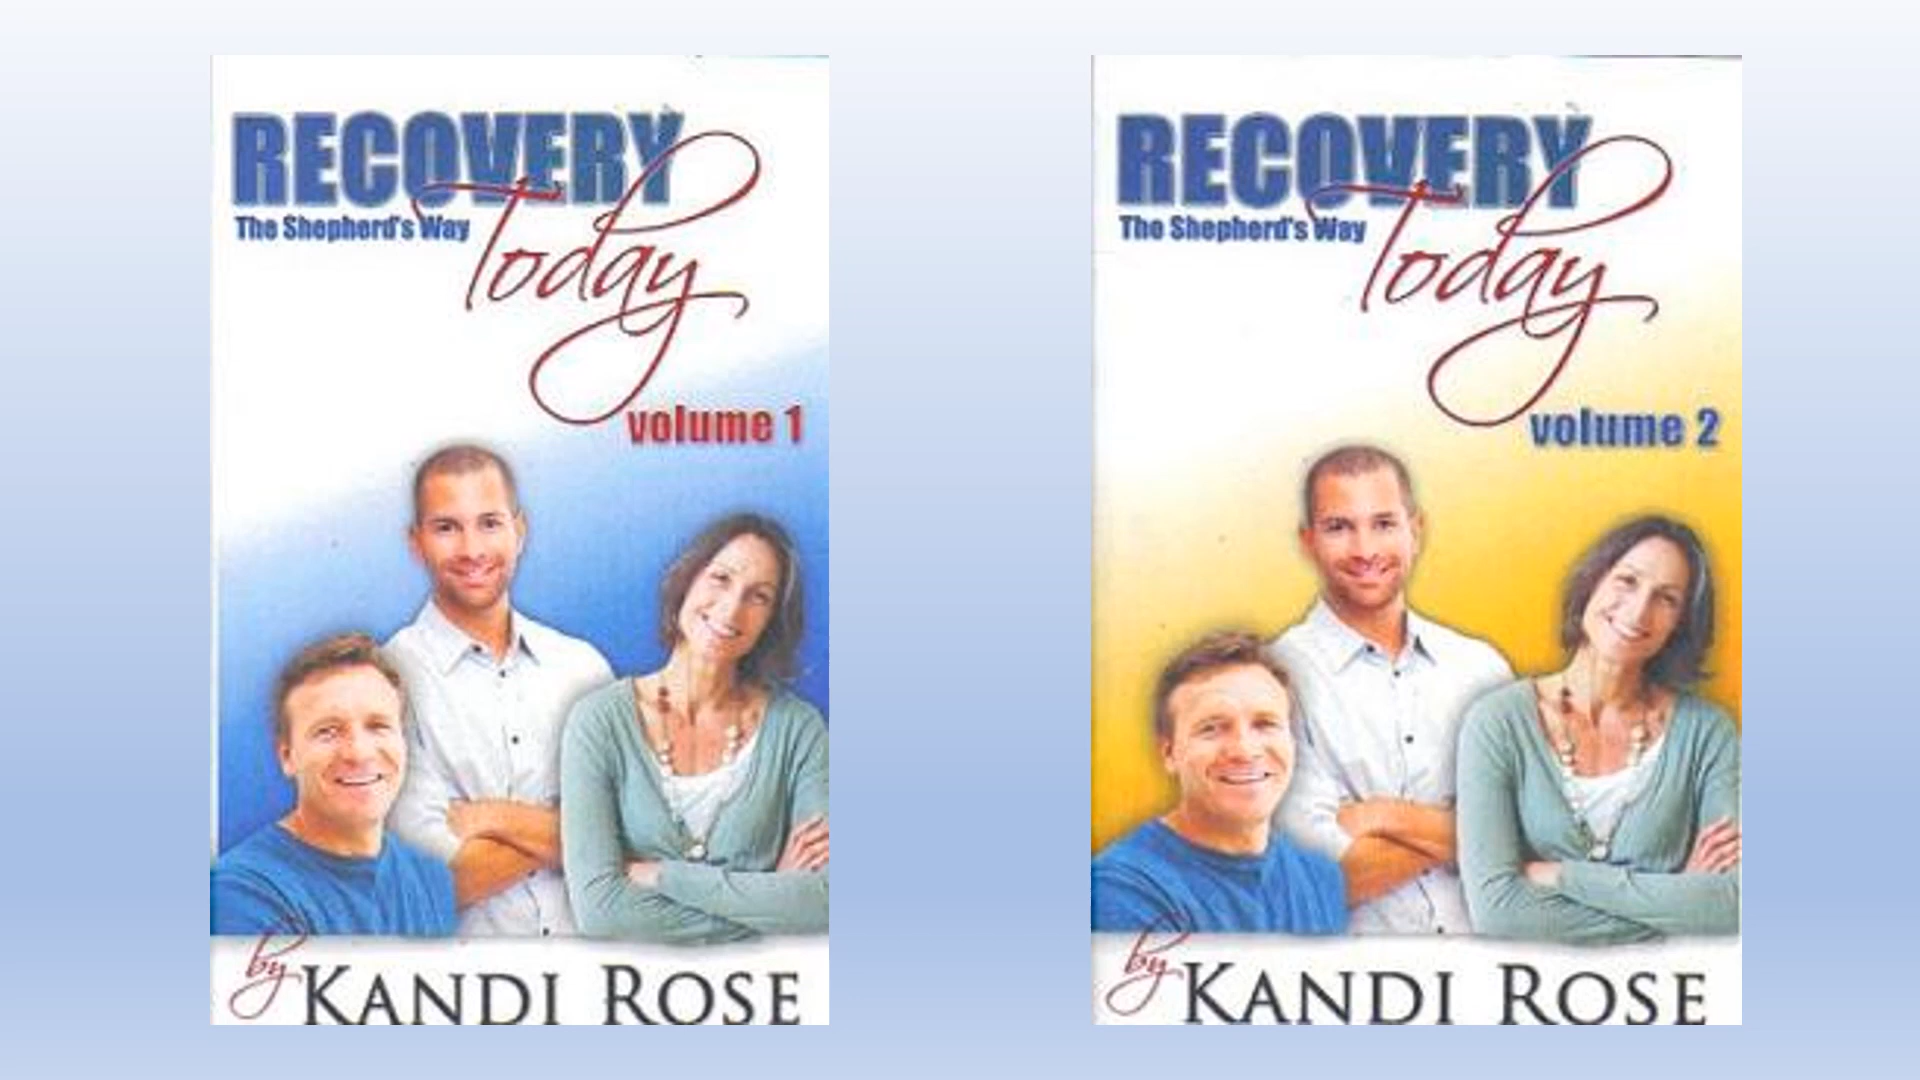 RECOVERY
The Shepherd's Way
Today
volume 1
by KANDI ROSE
RECOVERY
The Shepherd's Way
Today
volume 2
by KANDI ROSE